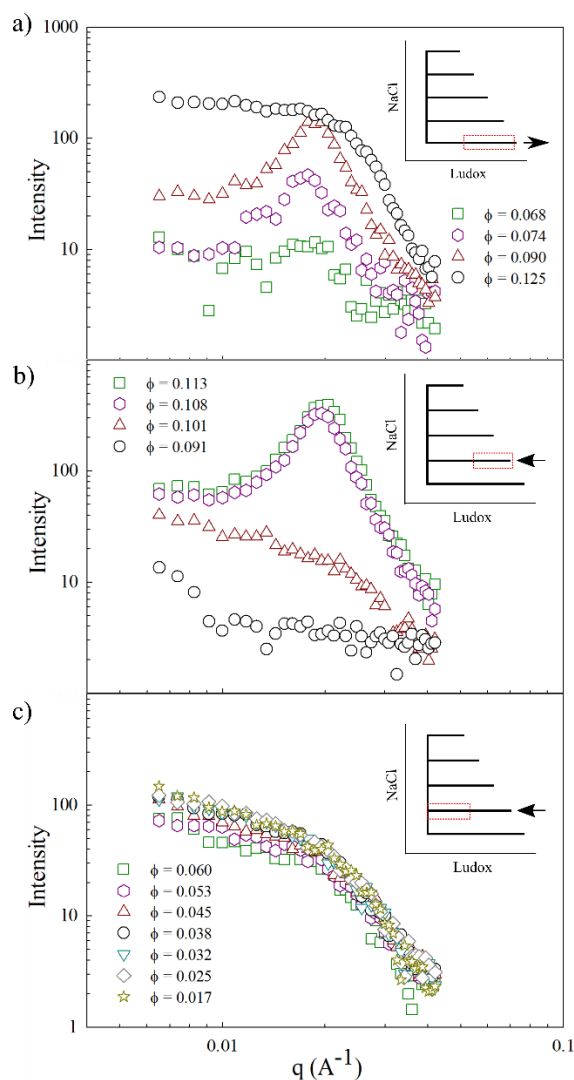 a)
1000
100
10
Intensity
NaCl
Ludox
ϕ = 0.068
ϕ = 0.074
ϕ = 0.090
ϕ = 0.125
b)
ϕ = 0.113
ϕ = 0.108
ϕ = 0.101
ϕ = 0.091
100
10
Intensity
NaCl
Ludox
c)
100
10
1
Intensity
NaCl
Ludox
ϕ = 0.060
ϕ = 0.053
ϕ = 0.045
ϕ = 0.038
ϕ = 0.032
ϕ = 0.025
ϕ = 0.017
0.01
0.1
q (A⁻¹)